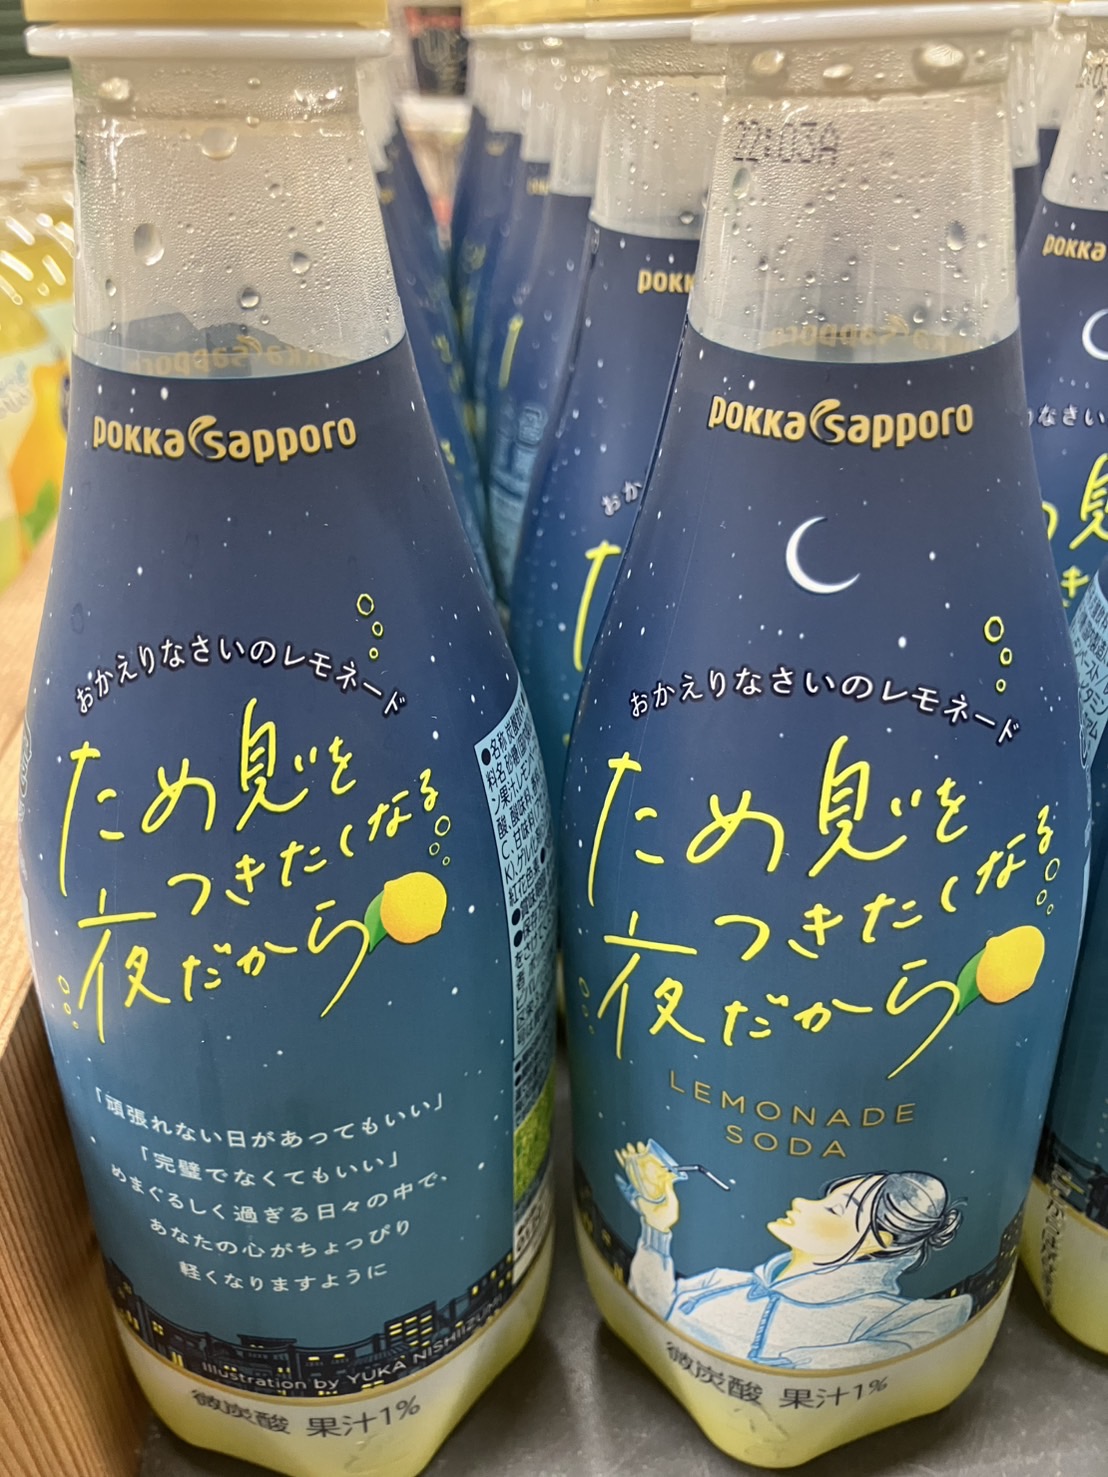 pokka sapporo
おかえりなさいのレモネード
ため息を
つきたくなる
夜だから
「頑張れない日があってもいい」
「完璧でなくてもいい」
めまぐるしく過ぎる日々の中で、
あなたの心がちょっぴり
軽くなりますように
Illustration by YUKA NISHIIZUMI
微炭酸 果汁1%
22:03A
pokka sapporo
おかえりなさいのレモネード
ため息を
つきたくなる
夜だから
LEMONADE
SODA
微炭酸 果汁1%